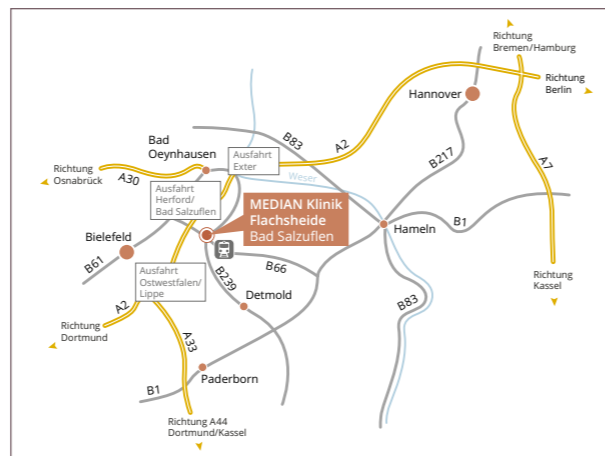 Richtung
Bremen/Hamburg
Richtung
Berlin
Hannover
B83
A2
Bad
Oeynhausen
Ausfahrt
Exter
B217
A7
Richtung
Osnabrück
A30
Weser
Ausfahrt
Herford/
Bad Salzuflen
MEDIAN Klinik
Flachsheide
Bad Salzuflen
B1
Hameln
Bielefeld
B61
Ausfahrt
Ostwestfalen/
Lippe
B66
B239
Richtung
Kassel
Detmold
B83
A2
Richtung
Dortmund
A33
Paderborn
B1
Richtung A44
Dortmund/Kassel